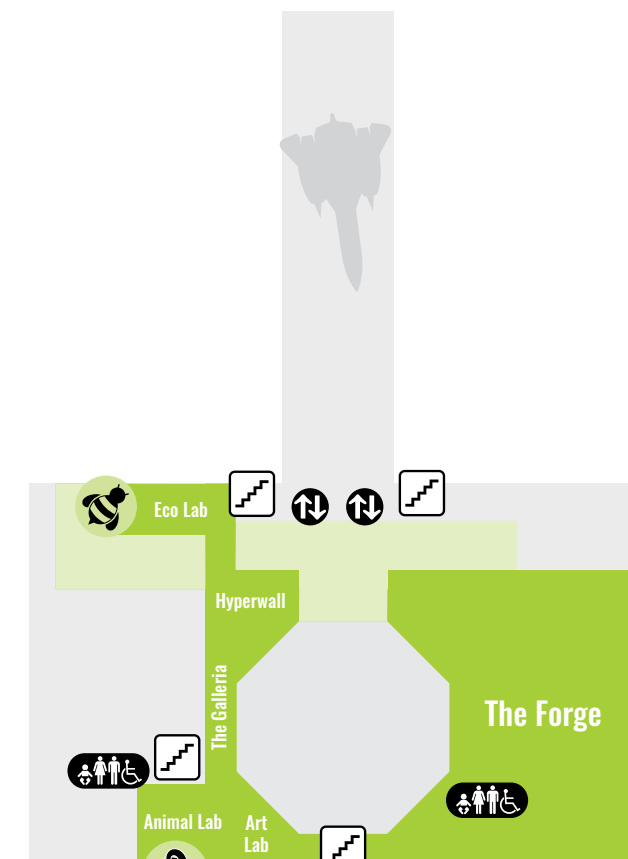 Eco Lab
Hyperwall
The Galleria
The Forge
Animal Lab
Art
Lab